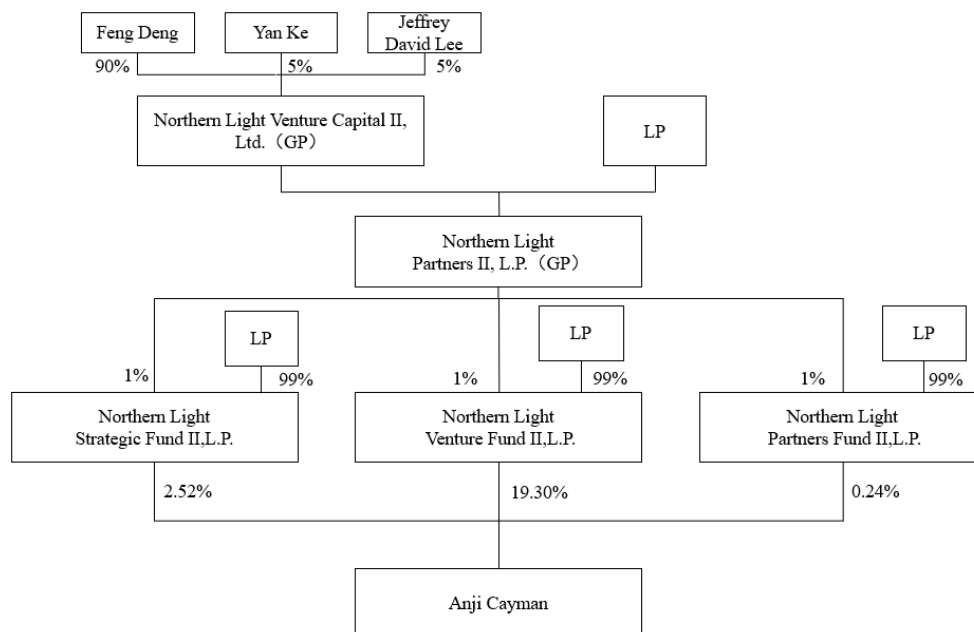 Feng Deng
Yan Ke
Jeffrey
David Lee
90%
5%
5%
Northern Light Venture Capital II,
Ltd.（GP）
LP
Northern Light
Partners II, L.P.（GP）
LP
LP
LP
1%
99%
1%
99%
1%
99%
Northern Light
Strategic Fund II,L.P.
Northern Light
Venture Fund II,L.P.
Northern Light
Partners Fund II,L.P.
2.52%
19.30%
0.24%
Anji Cayman